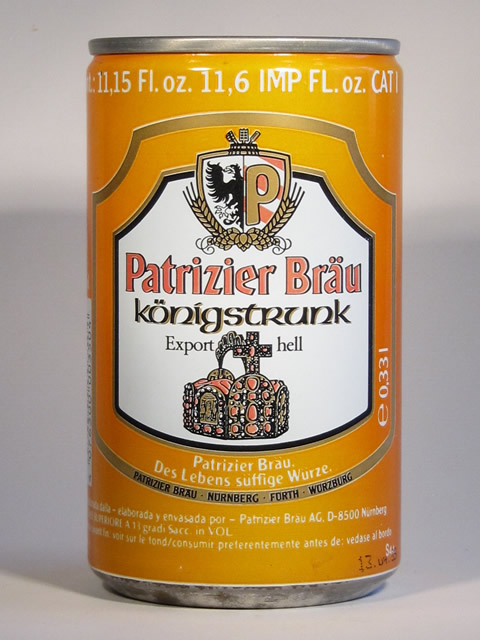 11,15 Fl. oz. 11,6 IMP FL. oz. CAT I
P
Patrizier Bräu
königstrunk
Export hell
e 0,33 l
Patrizier Bräu.
Des Lebens süffige Würze.
PATRIZIER BRÄU · NÜRNBERG · FÜRTH · WÜRZBURG
– elaborada y envasada por – Patrizier Bräu AG, D-8500 Nürnberg
SUPERIORE A 11 gradi Sacc. in VOL.
voir sur le fond/consumir preferentemente antes de: vedase al bordo